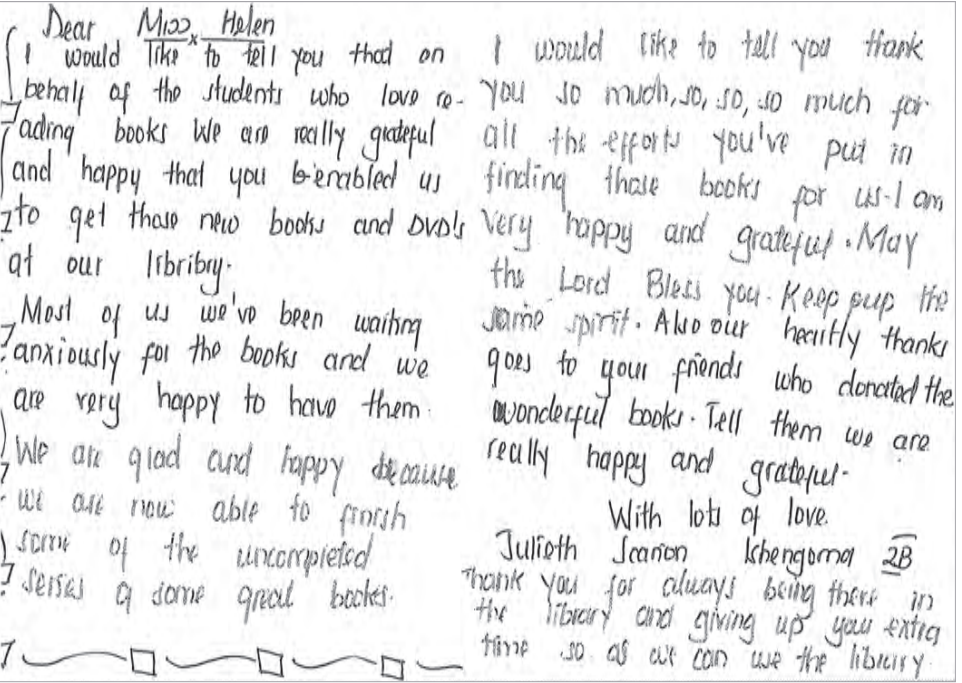 Dear Miss Helen
I would like to tell you that on
behalf of the students who love re-
ading books We are really grateful
and happy that you enabled us
to get those new books and DVD's
at our libribry.
Most of us we've been waiting
anxiously for the books and we
are very happy to have them.
We are glad and happy because
we are now able to finish
some of the uncompleted
series of some great books.
I would like to tell you thank
you so much, so, so, so much for
all the efforts you've put in
finding those books for us. I am
very happy and grateful. May
the Lord Bless you. Keep up the
same spirit. Also our heartly thanks
goes to your friends who donated the
wonderful books. Tell them we are
really happy and grateful.
With lots of love.
Julieth Scarion Ishengoma 2B
Thank you for always being there in
the library and giving up your extra
time so as we can use the library.